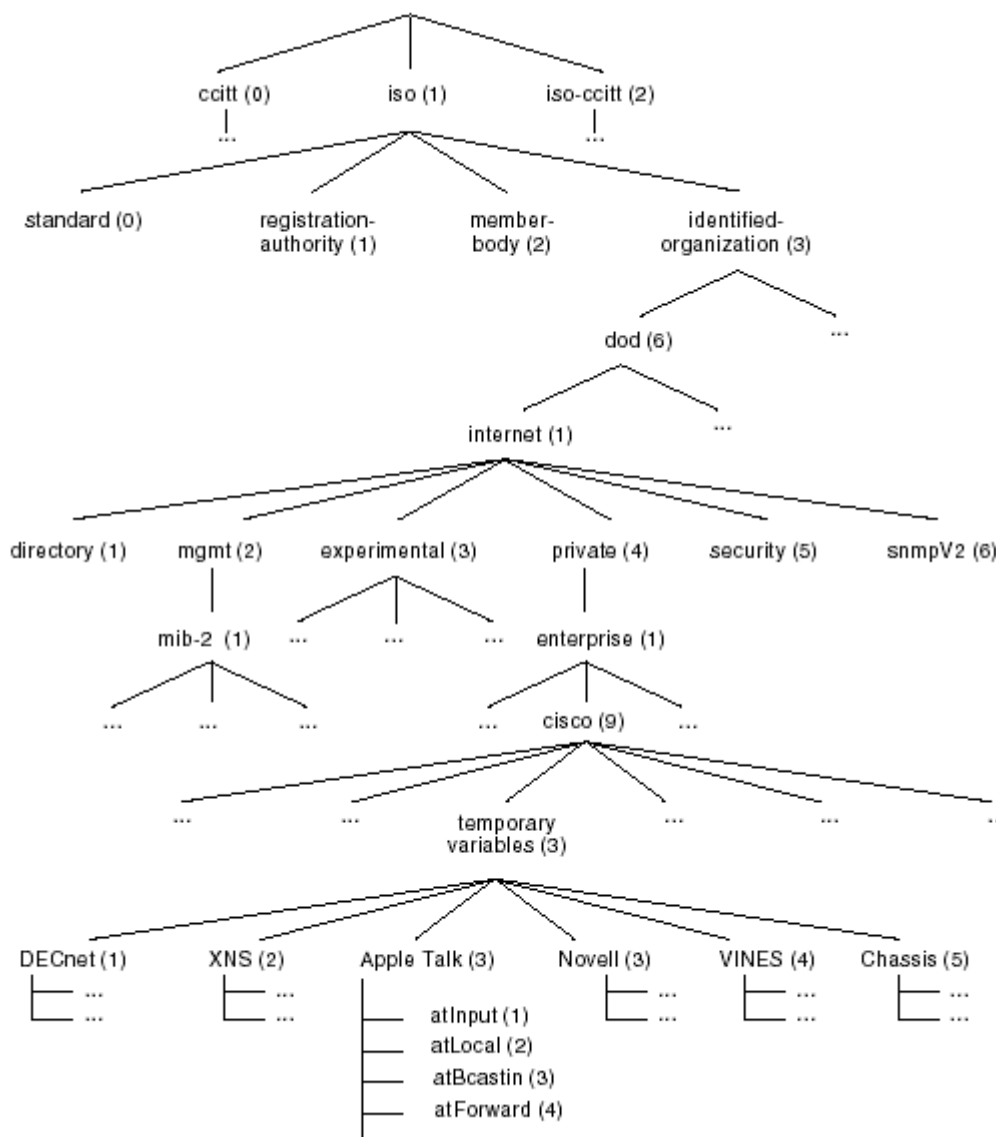 ccitt (0) iso (1) iso-ccitt (2)
... ...
standard (0) registration- member- identified-
authority (1) body (2) organization (3)
...
dod (6)
...
internet (1)
directory (1) mgmt (2) experimental (3) private (4) security (5) snmpV2 (6)
mib-2 (1) ... ... ... enterprise (1)
... ... ... ... cisco (9) ...
... ... temporary ... ... ...
variables (3)
DECnet (1) XNS (2) Apple Talk (3) Novell (3) VINES (4) Chassis (5)
... ... ... ... ...
... ... ... ... ...
atInput (1)
atLocal (2)
atBcastin (3)
atForward (4)